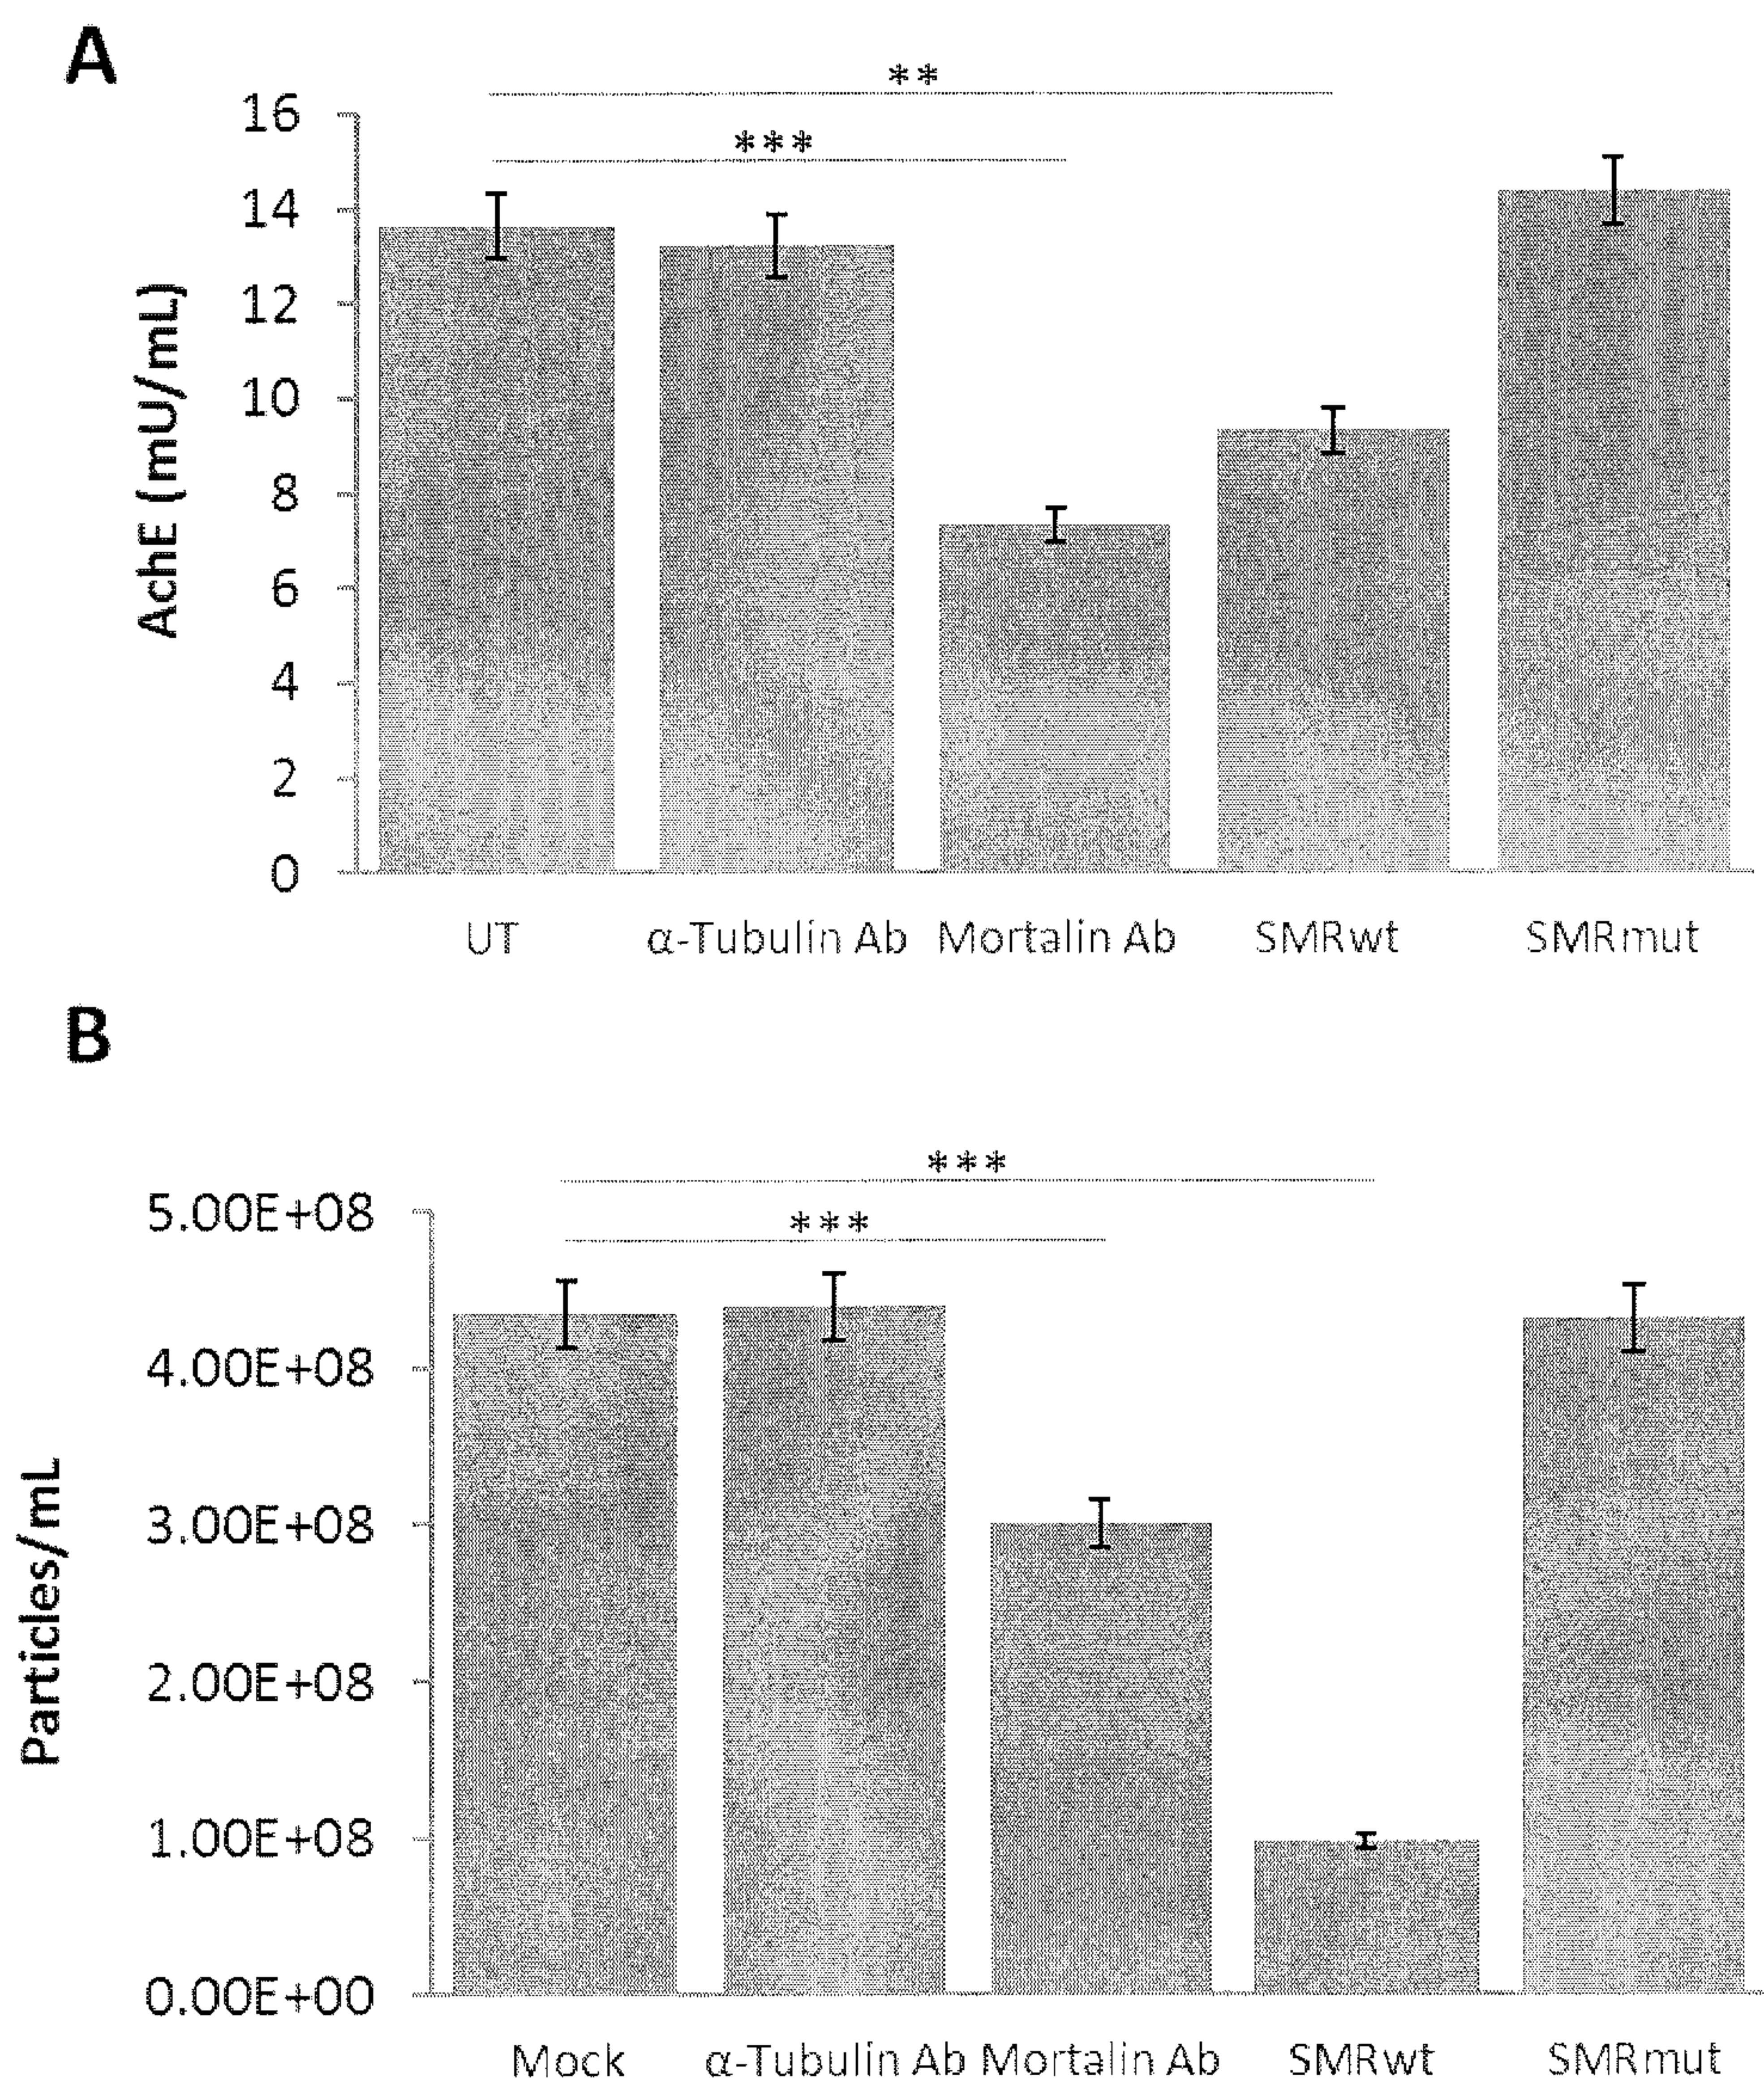 A
**
***
16
14
12
10
8
6
4
2
0
AchE (mU/mL)
UT α-Tubulin Ab Mortalin Ab SMRwt SMRmut
B
***
***
5.00E+08
4.00E+08
3.00E+08
2.00E+08
1.00E+08
0.00E+00
Particles/mL
Mock α-Tubulin Ab Mortalin Ab SMRwt SMRmut